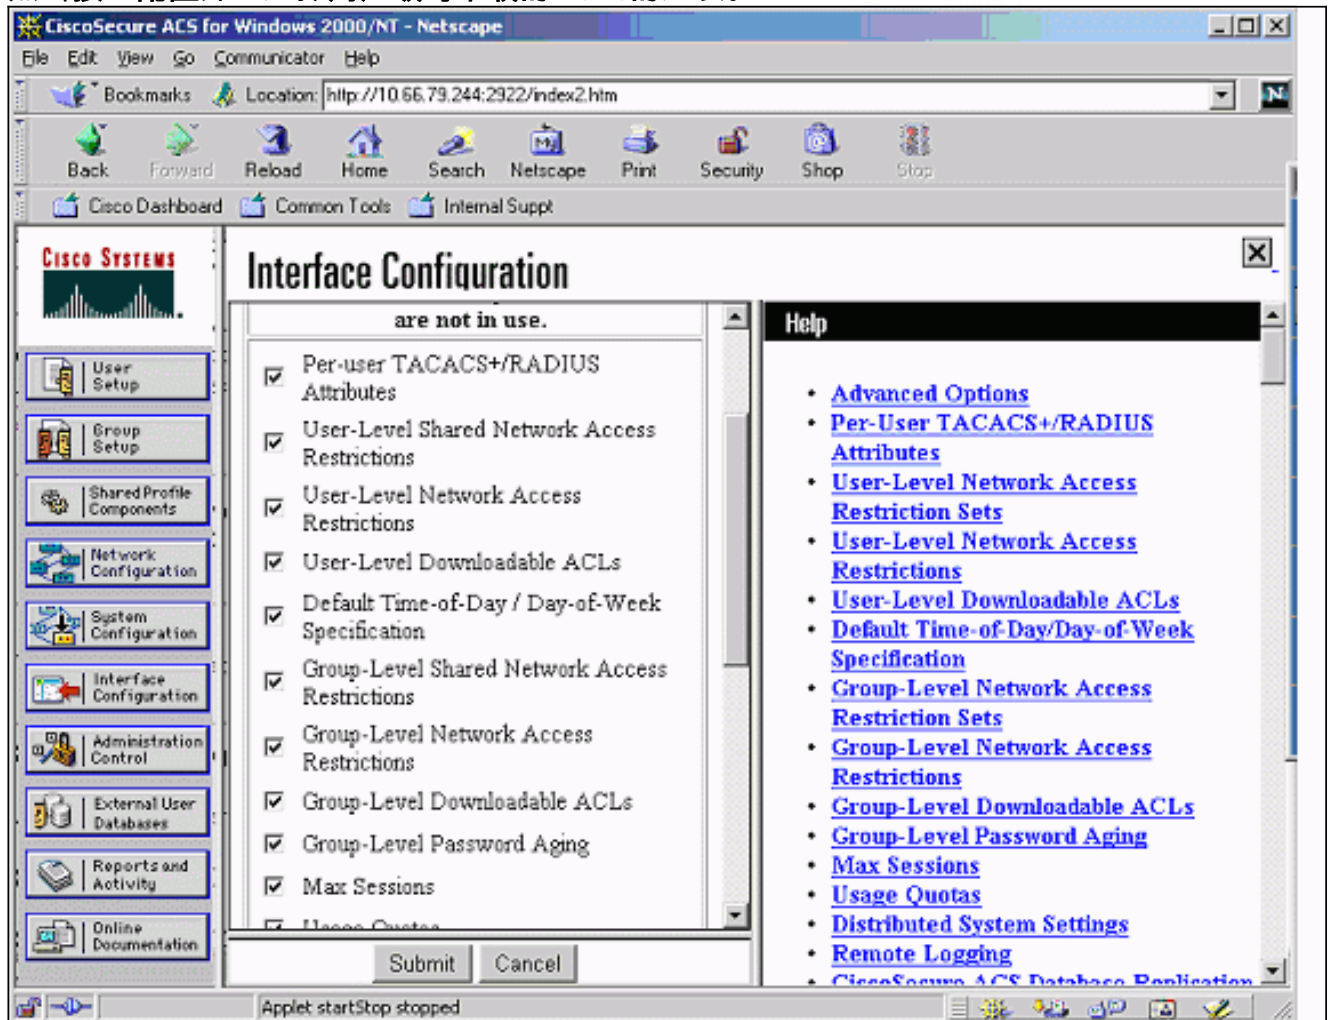 CiscoSecure ACS for Windows 2000/NT - Netscape
File Edit View Go Communicator Help
Bookmarks Location: http://10.66.79.244:2922/index2.htm
Back Forward Reload Home Search Netscape Print Security Shop Stop
Cisco Dashboard Common Tools Internal Suppt
CISCO SYSTEMS
User
Setup
Group
Setup
Shared Profile
Components
Network
Configuration
System
Configuration
Interface
Configuration
Administration
Control
External User
Databases
Reports and
Activity
Online
Documentation
Interface Configuration
are not in use.
Per-user TACACS+/RADIUS
Attributes
User-Level Shared Network Access
Restrictions
User-Level Network Access
Restrictions
User-Level Downloadable ACLs
Default Time-of-Day / Day-of-Week
Specification
Group-Level Shared Network Access
Restrictions
Group-Level Network Access
Restrictions
Group-Level Downloadable ACLs
Group-Level Password Aging
Max Sessions
Usage Quotas
Submit Cancel
Help
• Advanced Options
• Per-User TACACS+/RADIUS
Attributes
• User-Level Network Access
Restriction Sets
• User-Level Network Access
Restrictions
• User-Level Downloadable ACLs
• Default Time-of-Day/Day-of-Week
Specification
• Group-Level Network Access
Restriction Sets
• Group-Level Network Access
Restrictions
• Group-Level Downloadable ACLs
• Group-Level Password Aging
• Max Sessions
• Usage Quotas
• Distributed System Settings
• Remote Logging
• CiscoSecure ACS Database Replication
Applet startStop stopped